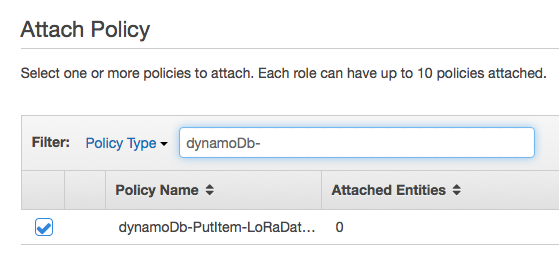 Attach Policy
Select one or more policies to attach. Each role can have up to 10 policies attached.
Filter: Policy Type dynamoDb-
Policy Name Attached Entities
dynamoDb-PutItem-LoRaDat... 0